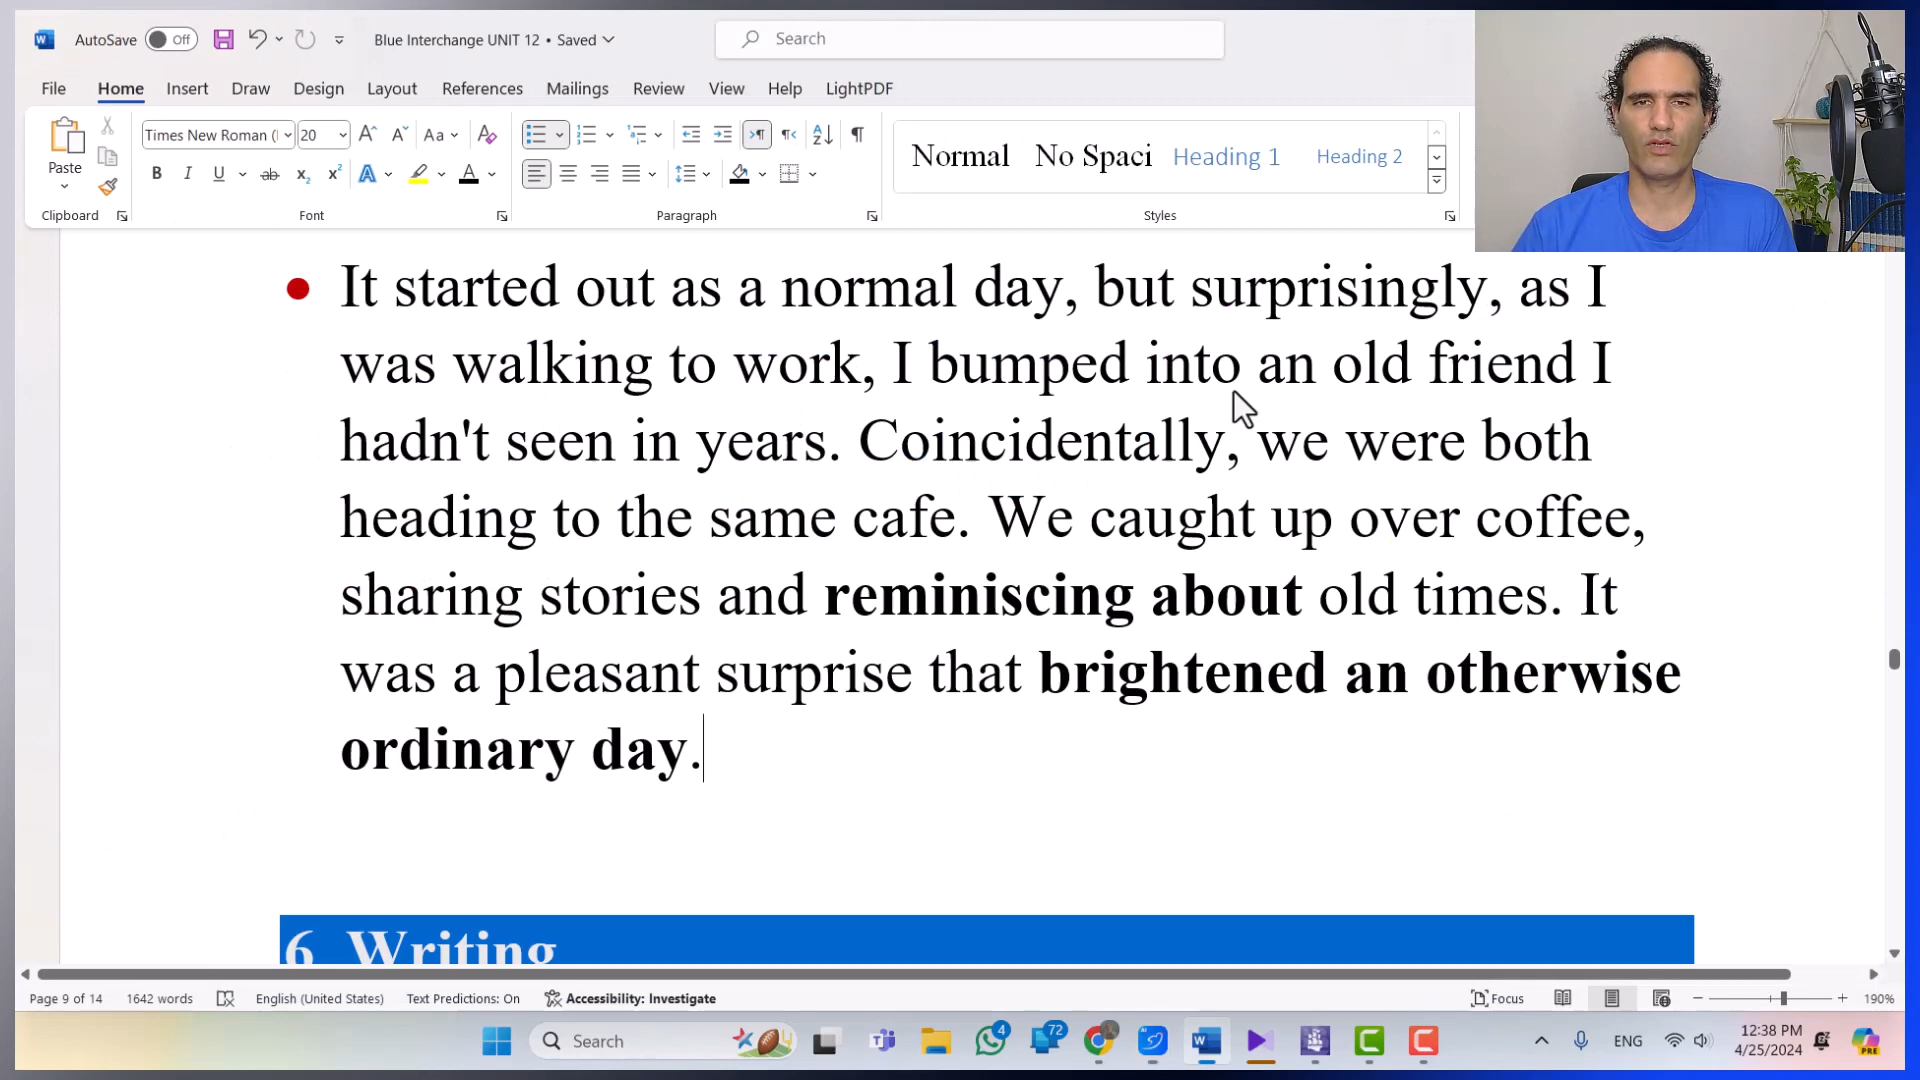 AutoSave Off Blue Interchange UNIT 12 • Saved Search
File Home Insert Draw Design Layout References Mailings Review View Help LightPDF
Paste Times New Roman ( 20 Aa Normal No Spaci Heading 1 Heading 2
Clipboard Font Paragraph Styles
It started out as a normal day, but surprisingly, as I
was walking to work, I bumped into an old friend I
hadn't seen in years. Coincidentally, we were both
heading to the same cafe. We caught up over coffee,
sharing stories and reminiscing about old times. It
was a pleasant surprise that brightened an otherwise
ordinary day.
6 Writing
Page 9 of 14 1642 words English (United States) Text Predictions: On Accessibility: Investigate Focus 190%
Search 4 72 ENG 12:38 PM
4/25/2024